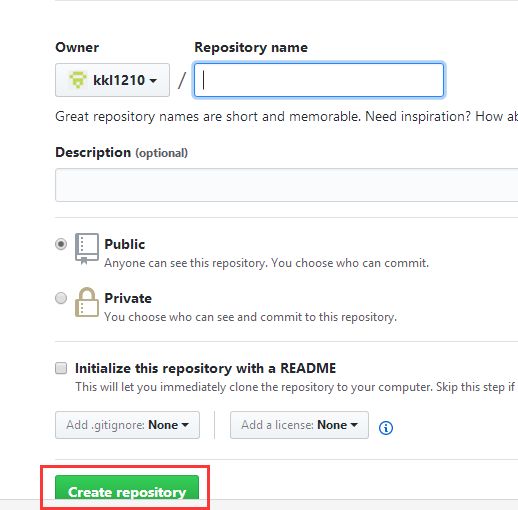 Owner Repository name
kkl1210 /
Great repository names are short and memorable. Need inspiration? How ab
Description (optional)
Public
Anyone can see this repository. You choose who can commit.
Private
You choose who can see and commit to this repository.
Initialize this repository with a README
This will let you immediately clone the repository to your computer. Skip this step if
Add .gitignore: None Add a license: None
Create repository